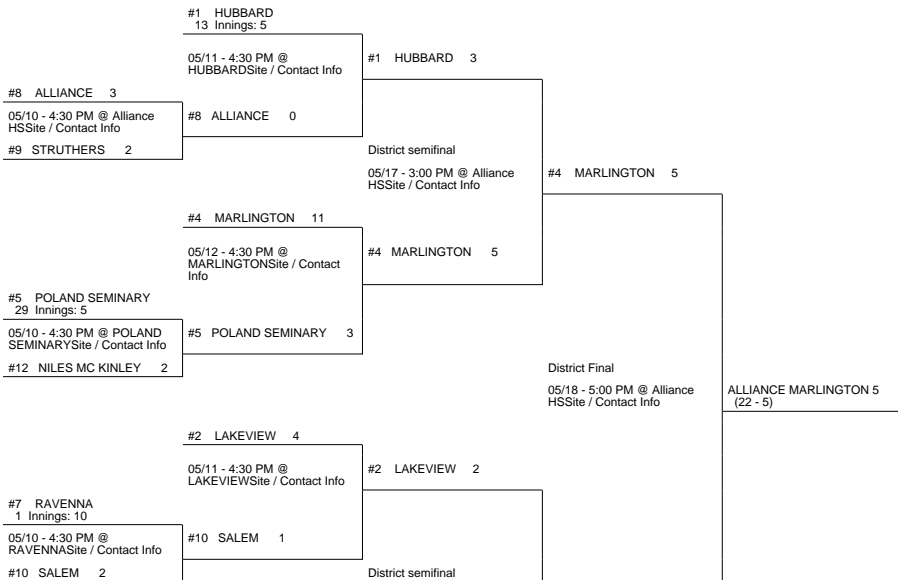 #1 HUBBARD
13 Innings: 5
05/11 - 4:30 PM @
HUBBARDSite / Contact Info
#1 HUBBARD 3
#8 ALLIANCE 3
05/10 - 4:30 PM @ Alliance
HSSite / Contact Info
#8 ALLIANCE 0
#9 STRUTHERS 2
District semifinal
05/17 - 3:00 PM @ Alliance
HSSite / Contact Info
#4 MARLINGTON 5
#4 MARLINGTON 11
05/12 - 4:30 PM @
MARLINGTONSite / Contact
Info
#4 MARLINGTON 5
#5 POLAND SEMINARY
29 Innings: 5
05/10 - 4:30 PM @ POLAND
SEMINARYSite / Contact Info
#5 POLAND SEMINARY 3
#12 NILES MC KINLEY 2
District Final
05/18 - 5:00 PM @ Alliance
HSSite / Contact Info
ALLIANCE MARLINGTON 5
(22 - 5)
#2 LAKEVIEW 4
05/11 - 4:30 PM @
LAKEVIEWSite / Contact Info
#2 LAKEVIEW 2
#7 RAVENNA
1 Innings: 10
05/10 - 4:30 PM @
RAVENNASite / Contact Info
#10 SALEM 1
#10 SALEM 2
District semifinal